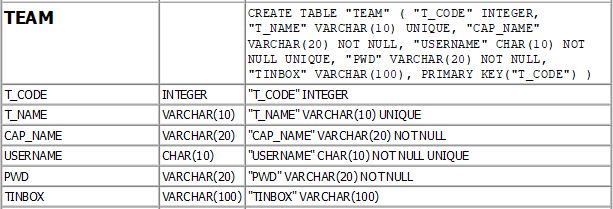 TEAM
CREATE TABLE "TEAM" ( "T_CODE" INTEGER,
"T_NAME" VARCHAR(10) UNIQUE, "CAP_NAME"
VARCHAR(20) NOT NULL, "USERNAME" CHAR(10) NOT
NULL UNIQUE, "PWD" VARCHAR(20) NOT NULL,
"TINBOX" VARCHAR(100), PRIMARY KEY("T_CODE") )
T_CODE INTEGER "T_CODE" INTEGER
T_NAME VARCHAR(10) "T_NAME" VARCHAR(10) UNIQUE
CAP_NAME VARCHAR(20) "CAP_NAME" VARCHAR(20) NOT NULL
USERNAME CHAR(10) "USERNAME" CHAR(10) NOT NULL UNIQUE
PWD VARCHAR(20) "PWD" VARCHAR(20) NOT NULL
TINBOX VARCHAR(100) "TINBOX" VARCHAR(100)